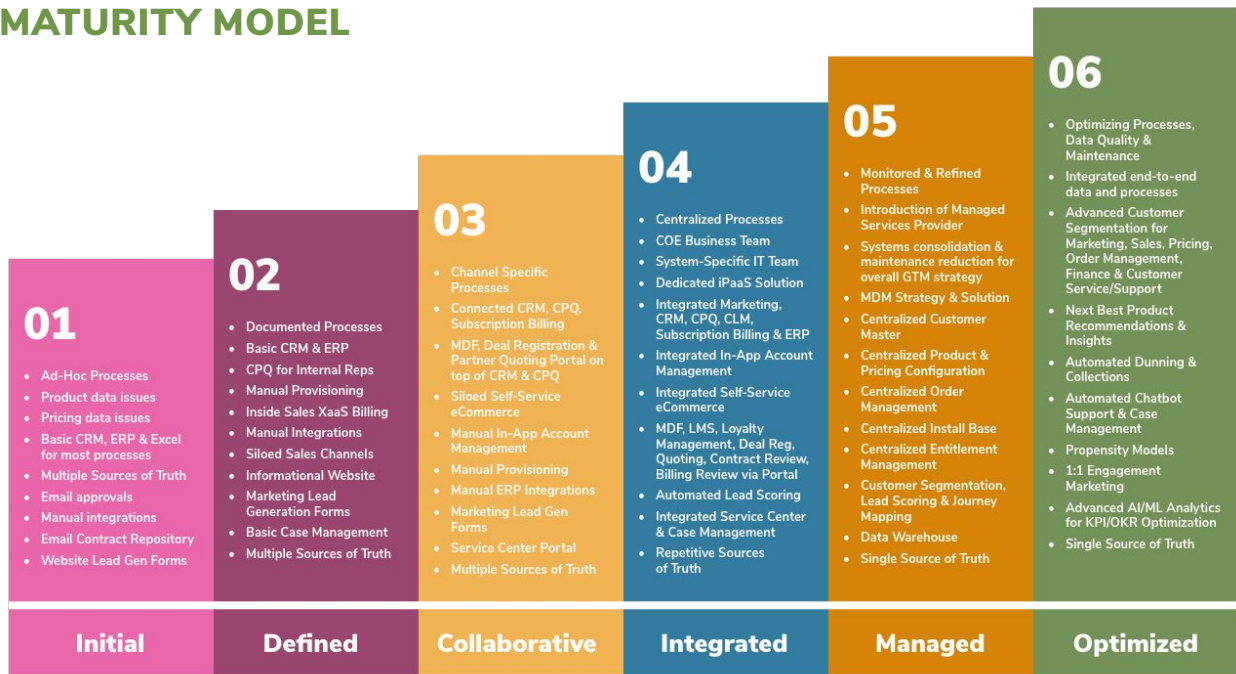 MATURITY MODEL
01
• Ad-Hoc Processes
• Product data issues
• Pricing data issues
• Basic CRM, ERP & Excel
for most processes
• Multiple Sources of Truth
• Email approvals
• Manual integrations
• Email Contract Repository
• Website Lead Gen Forms
Initial
02
• Documented Processes
• Basic CRM & ERP
• CPQ for Internal Reps
• Manual Provisioning
• Inside Sales XaaS Billing
• Manual Integrations
• Siloed Sales Channels
• Informational Website
• Marketing Lead
Generation Forms
• Basic Case Management
• Multiple Sources of Truth
Defined
03
• Channel Specific
Processes
• Connected CRM, CPQ,
Subscription Billing
• MDF, Deal Registration &
Partner Quoting Portal on
top of CRM & CPQ
• Siloed Self-Service
eCommerce
• Manual In-App Account
Management
• Manual Provisioning
• Manual ERP Integrations
• Marketing Lead Gen
Forms
• Service Center Portal
• Multiple Sources of Truth
Collaborative
04
• Centralized Processes
• COE Business Team
• System-Specific IT Team
• Dedicated iPaaS Solution
• Integrated Marketing,
CRM, CPQ, CLM,
Subscription Billing & ERP
• Integrated In-App Account
Management
• Integrated Self-Service
eCommerce
• MDF, LMS, Loyalty
Management, Deal Reg,
Quoting, Contract Review,
Billing Review via Portal
• Automated Lead Scoring
• Integrated Service Center
& Case Management
• Repetitive Sources
of Truth
Integrated
05
• Monitored & Refined
Processes
• Introduction of Managed
Services Provider
• Systems consolidation &
maintenance reduction for
overall GTM strategy
• MDM Strategy & Solution
• Centralized Customer
Master
• Centralized Product &
Pricing Configuration
• Centralized Order
Management
• Centralized Install Base
• Centralized Entitlement
Management
• Customer Segmentation,
Lead Scoring & Journey
Mapping
• Data Warehouse
• Single Source of Truth
Managed
06
• Optimizing Processes,
Data Quality &
Maintenance
• Integrated end-to-end
data and processes
• Advanced Customer
Segmentation for
Marketing, Sales, Pricing,
Order Management,
Finance & Customer
Service/Support
• Next Best Product
Recommendations &
Insights
• Automated Dunning &
Collections
• Automated Chatbot
Support & Case
Management
• Propensity Models
• 1:1 Engagement
Marketing
• Advanced AI/ML Analytics
for KPI/OKR Optimization
• Single Source of Truth
Optimized